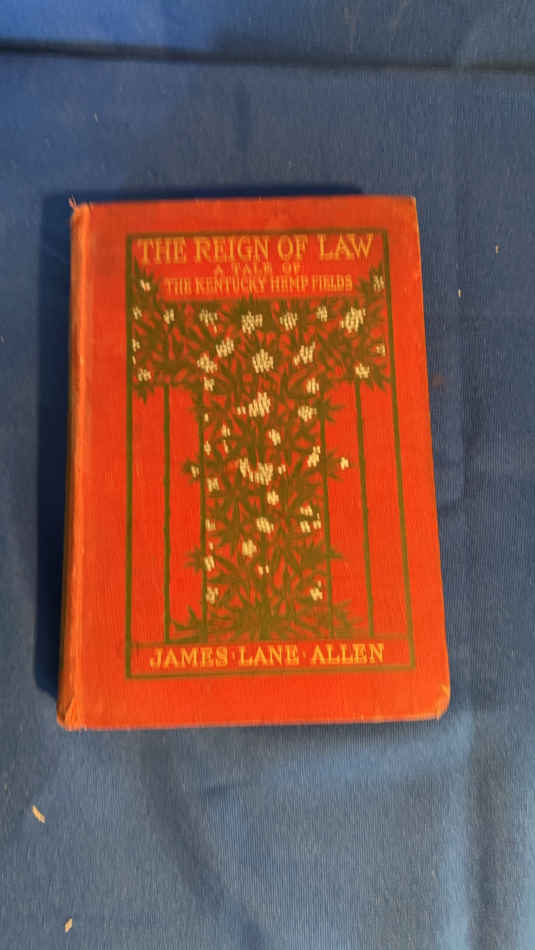 THE REIGN OF LAW
A TALE OF
THE KENTUCKY HEMP FIELDS
JAMES · LANE · ALLEN